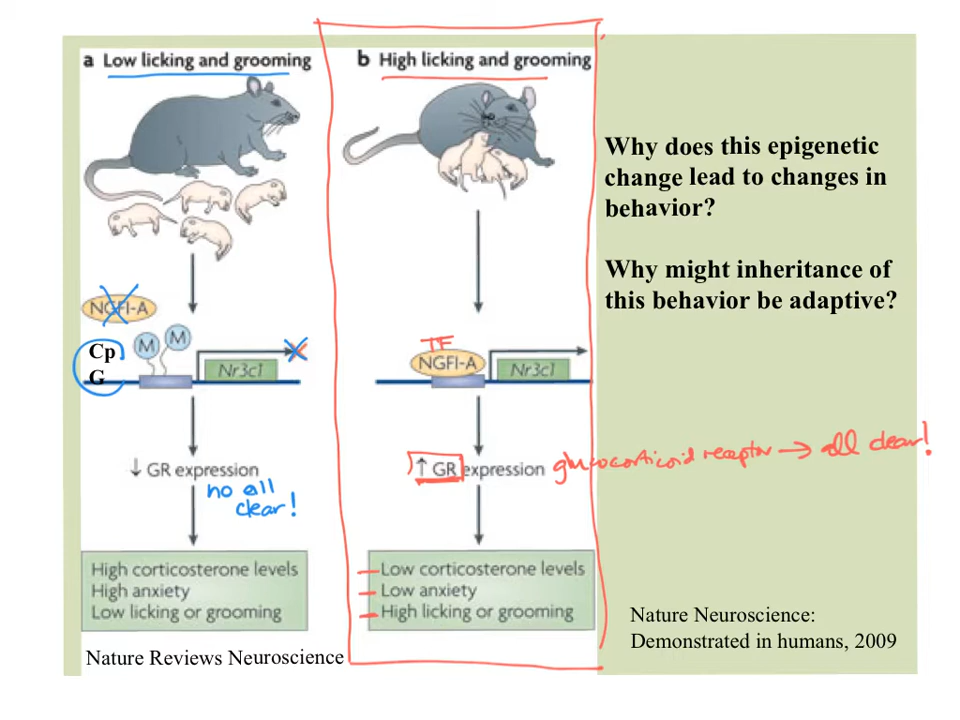 a Low licking and grooming
b High licking and grooming
Why does this epigenetic
change lead to changes in
behavior?
Why might inheritance of
this behavior be adaptive?
NGFI-A
M M
Cp
G
Nr3c1
TF
NGFI-A
Nr3c1
↓ GR expression
no all
clear!
↑ GR expression
glucocorticoid receptor → all clear!
High corticosterone levels
High anxiety
Low licking or grooming
Low corticosterone levels
Low anxiety
High licking or grooming
Nature Neuroscience:
Demonstrated in humans, 2009
Nature Reviews Neuroscience